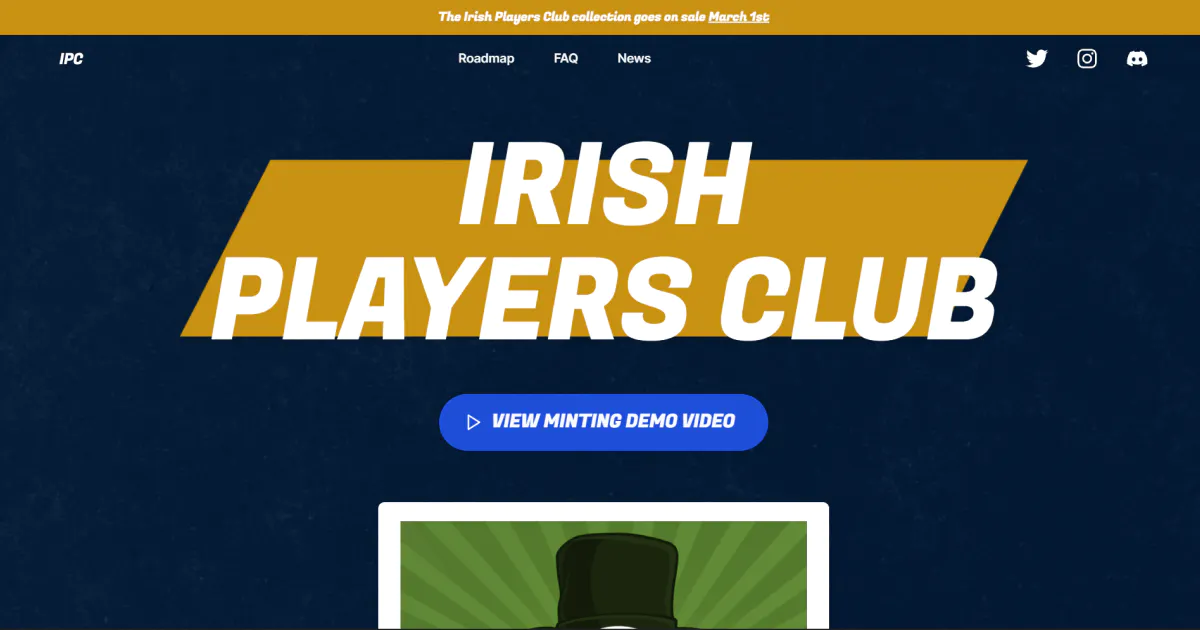 The Irish Players Club collection goes on sale March 1st
IPC
Roadmap
FAQ
News
IRISH
PLAYERS CLUB
VIEW MINTING DEMO VIDEO